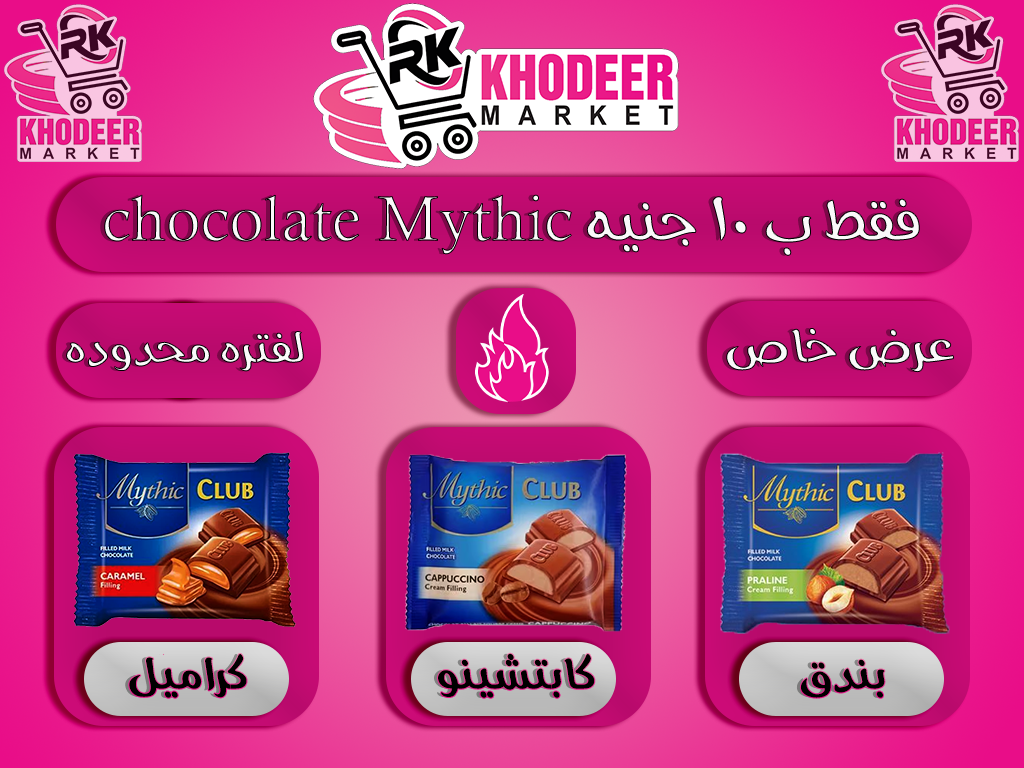 RK
KHODEER
MARKET
RK
KHODEER
MARKET
RK
KHODEER
MARKET
فقط ب ١٠ جنيه chocolate Mythic
عرض خاص
لفتره محدوده
Mythic CLUB
FILLED MILK
CHOCOLATE
CARAMEL
Filling
كراميل
Mythic CLUB
FILLED MILK
CHOCOLATE
CAPPUCCINO
Cream Filling
كابتشينو
Mythic CLUB
FILLED MILK
CHOCOLATE
PRALINE
Cream Filling
بندق